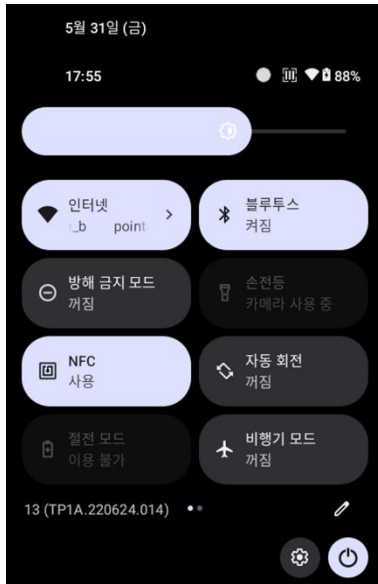 5월 31일 (금)
17:55
88%
인터넷
_b point
블루투스
켜짐
방해 금지 모드
꺼짐
손전등
카메라 사용 중
NFC
사용
자동 회전
꺼짐
절전 모드
이용 불가
비행기 모드
꺼짐
13 (TP1A.220624.014)